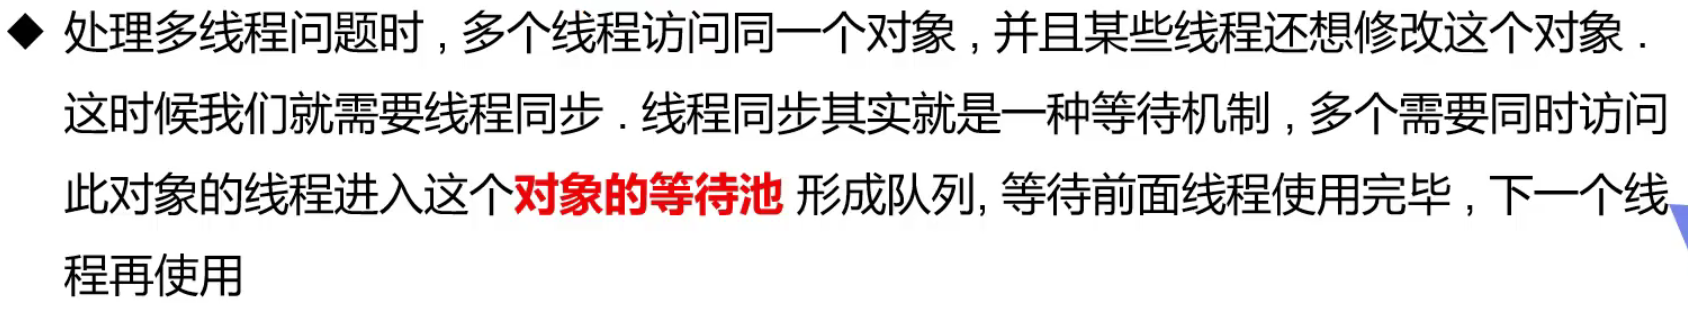 ◆ 处理多线程问题时 , 多个线程访问同一个对象 , 并且某些线程还想修改这个对象 .
这时候我们就需要线程同步 . 线程同步其实就是一种等待机制 , 多个需要同时访问
此对象的线程进入这个对象的等待池 形成队列, 等待前面线程使用完毕 , 下一个线
程再使用